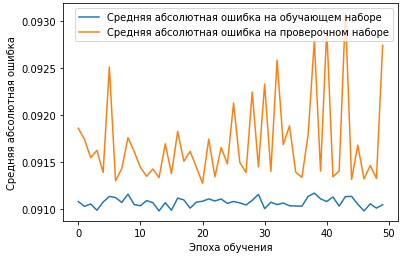 Средняя абсолютная ошибка на обучающем наборе
Средняя абсолютная ошибка на проверочном наборе
Средняя абсолютная ошибка
0.0930
0.0925
0.0920
0.0915
0.0910
0
10
20
30
40
50
Эпоха обучения